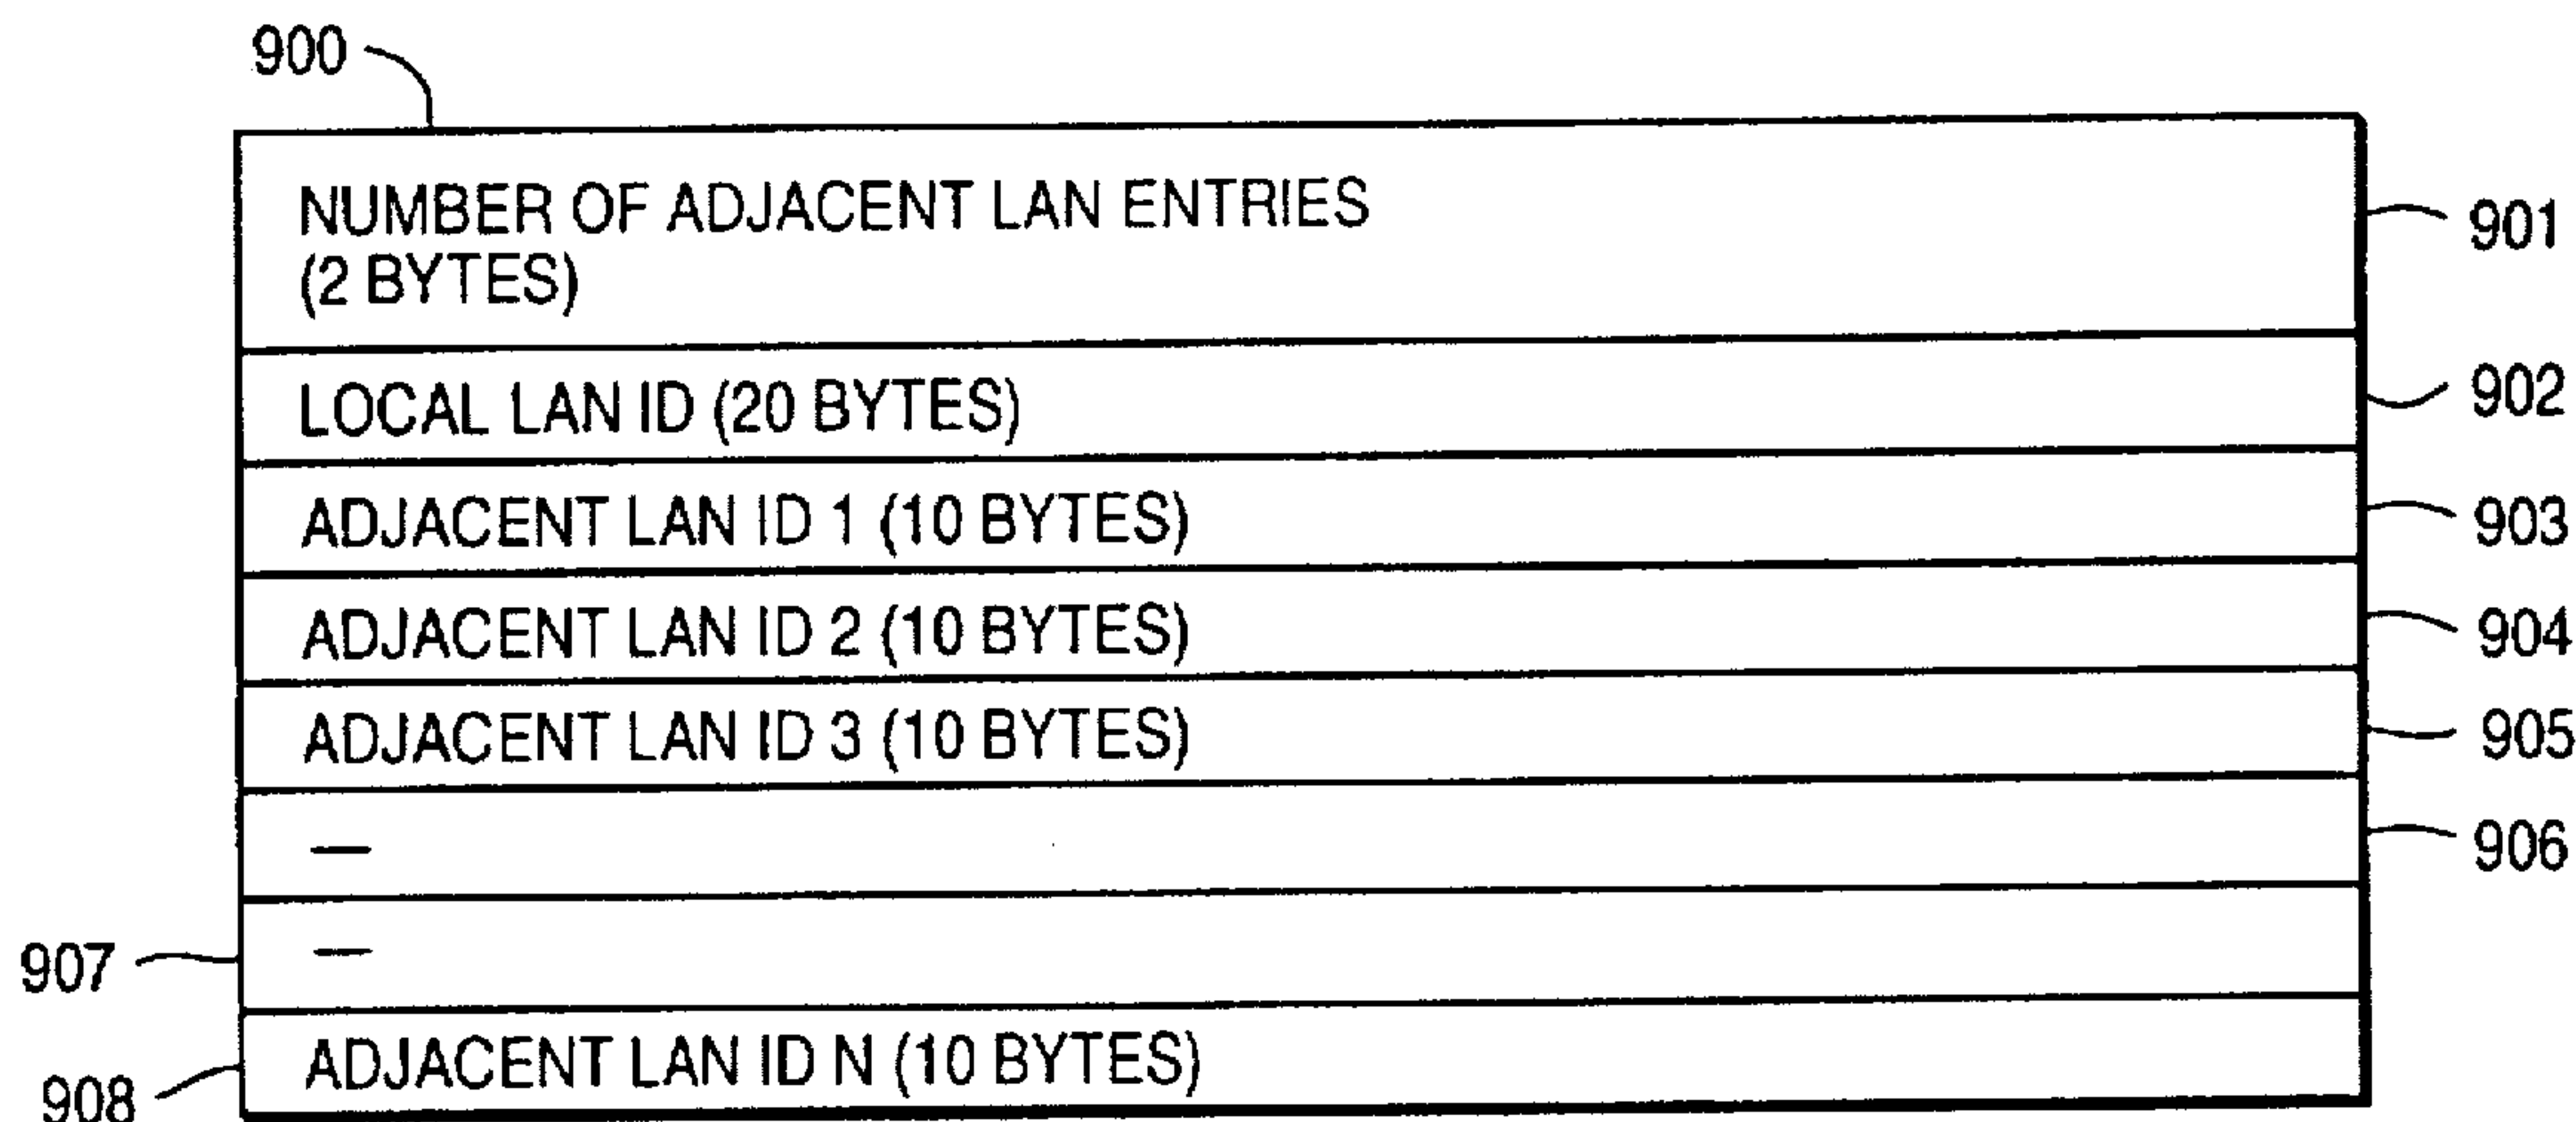 900
NUMBER OF ADJACENT LAN ENTRIES
(2 BYTES)
901
LOCAL LAN ID (20 BYTES)
902
ADJACENT LAN ID 1 (10 BYTES)
903
ADJACENT LAN ID 2 (10 BYTES)
904
ADJACENT LAN ID 3 (10 BYTES)
905
—
906
907
—
908
ADJACENT LAN ID N (10 BYTES)